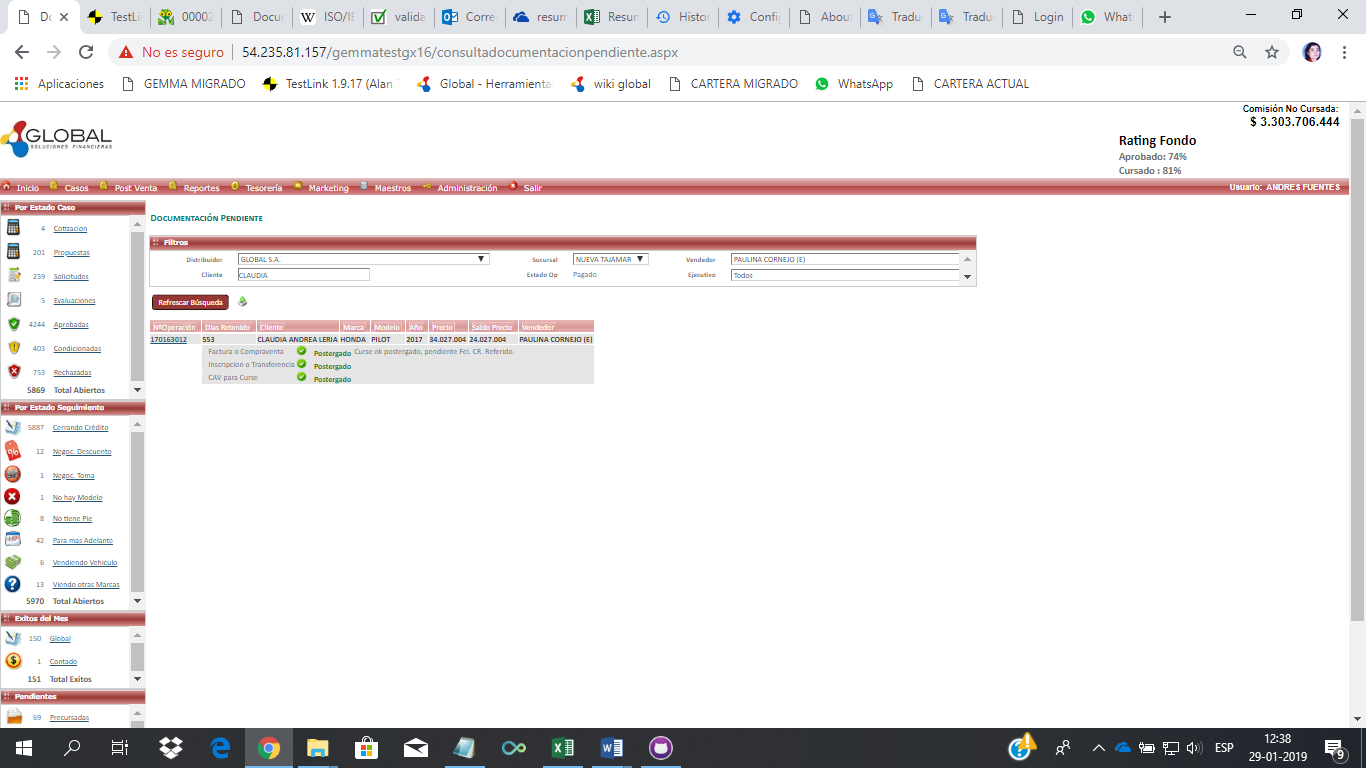 Do
TestLink
00002
Docum
ISO/IE
valida
Corre
resum
Resun
Histor
Config
About
Tradu
Tradu
Login
What
No es seguro
54.235.81.157/gemmatestgx16/consultadocumentacionpendiente.aspx
Aplicaciones
GEMMA MIGRADO
TestLink 1.9.17 (Alan
Global - Herramienta
wiki global
CARTERA MIGRADO
WhatsApp
CARTERA ACTUAL
Comisión No Cursada:
$ 3.303.706.444
GLOBAL
SOLUCIONES FINANCIERAS
Rating Fondo
Aprobado: 74%
Cursado : 81%
Inicio
Casos
Post Venta
Reportes
Tesorería
Marketing
Maestros
Administración
Salir
Usuario: ANDRES FUENTES
Por Estado Caso
4 Cotizacion
201 Propuestas
259 Solicitudes
5 Evaluaciones
4244 Aprobadas
403 Condicionadas
753 Rechazadas
5869 Total Abiertos
Por Estado Seguimiento
5887 Cerrando Crédito
12 Negoc. Descuento
1 Negoc. Toma
1 No hay Modelo
8 No tiene Pie
42 Para mas Adelante
6 Vendiendo Vehiculo
13 Viendo otras Marcas
5970 Total Abiertos
Exitos del Mes
150 Global
1 Contado
151 Total Exitos
Pendientes
69 Precursadas
Documentación Pendiente
Filtros
Distribuidor GLOBAL S.A. Sucursal NUEVA TAJAMAR Vendedor PAULINA CORNEJO (E)
Cliente CLAUDIA Estado Op Pagado Ejecutivo Todos
Refrescar Búsqueda
NºOperación Días Retenido Cliente Marca Modelo Año Precio Saldo Precio Vendedor
170163012 553 CLAUDIA ANDREA LERIA HONDA PILOT 2017 34.027.004 24.027.004 PAULINA CORNEJO (E)
Factura o Compraventa Postergado Curse ok postergado, pendiente Fel. CR. Referido.
Inscripcion o Transferencia Postergado
CAV para Curse Postergado
ESP
12:38
29-01-2019
9